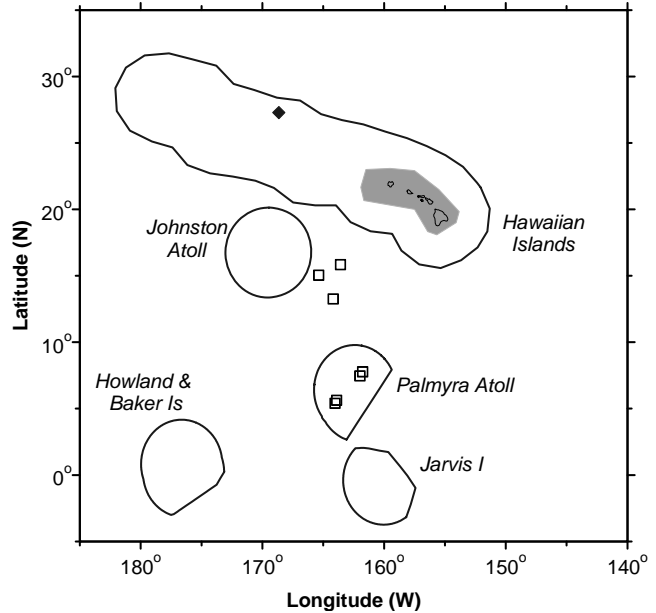 30°
20°
10°
0°
Latitude (N)
Johnston
Atoll
Hawaiian
Islands
Howland &
Baker Is
Palmyra Atoll
Jarvis I
180° 170° 160° 150° 140°
Longitude (W)